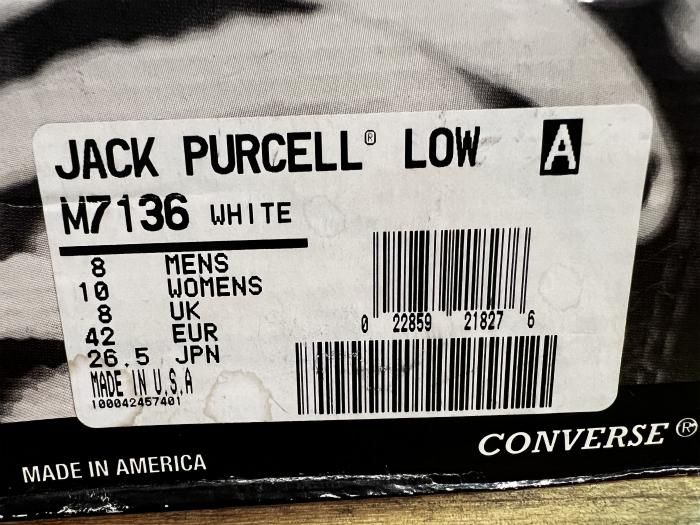 JACK PURCELL® LOW A
M7136 WHITE
8 MENS
10 WOMENS
8 UK
42 EUR
26.5 JPN
MADE IN U.S.A
100042457401
0 22859 21827 6
MADE IN AMERICA
CONVERSE®